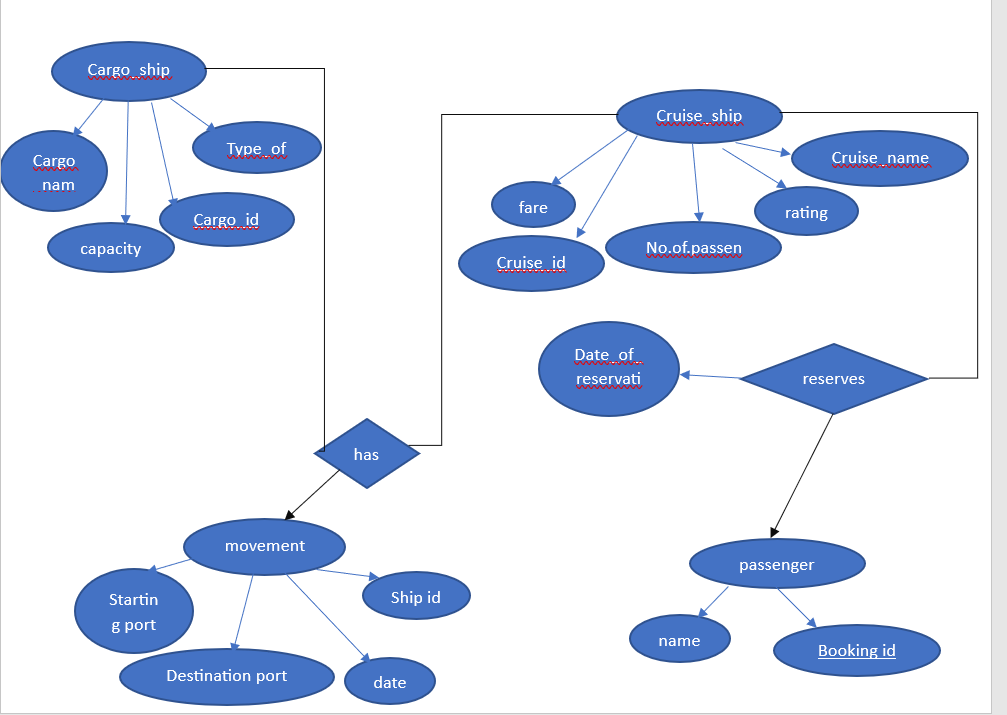 Cargo_ship
Cargo
nam
Type_of
Cargo_id
capacity
Cruise_ship
Cruise_name
rating
fare
No.of.passen
Cruise_id
Date_of_
reservati
reserves
has
movement
Startin
g port
Ship id
Destination port
date
passenger
name
Booking id